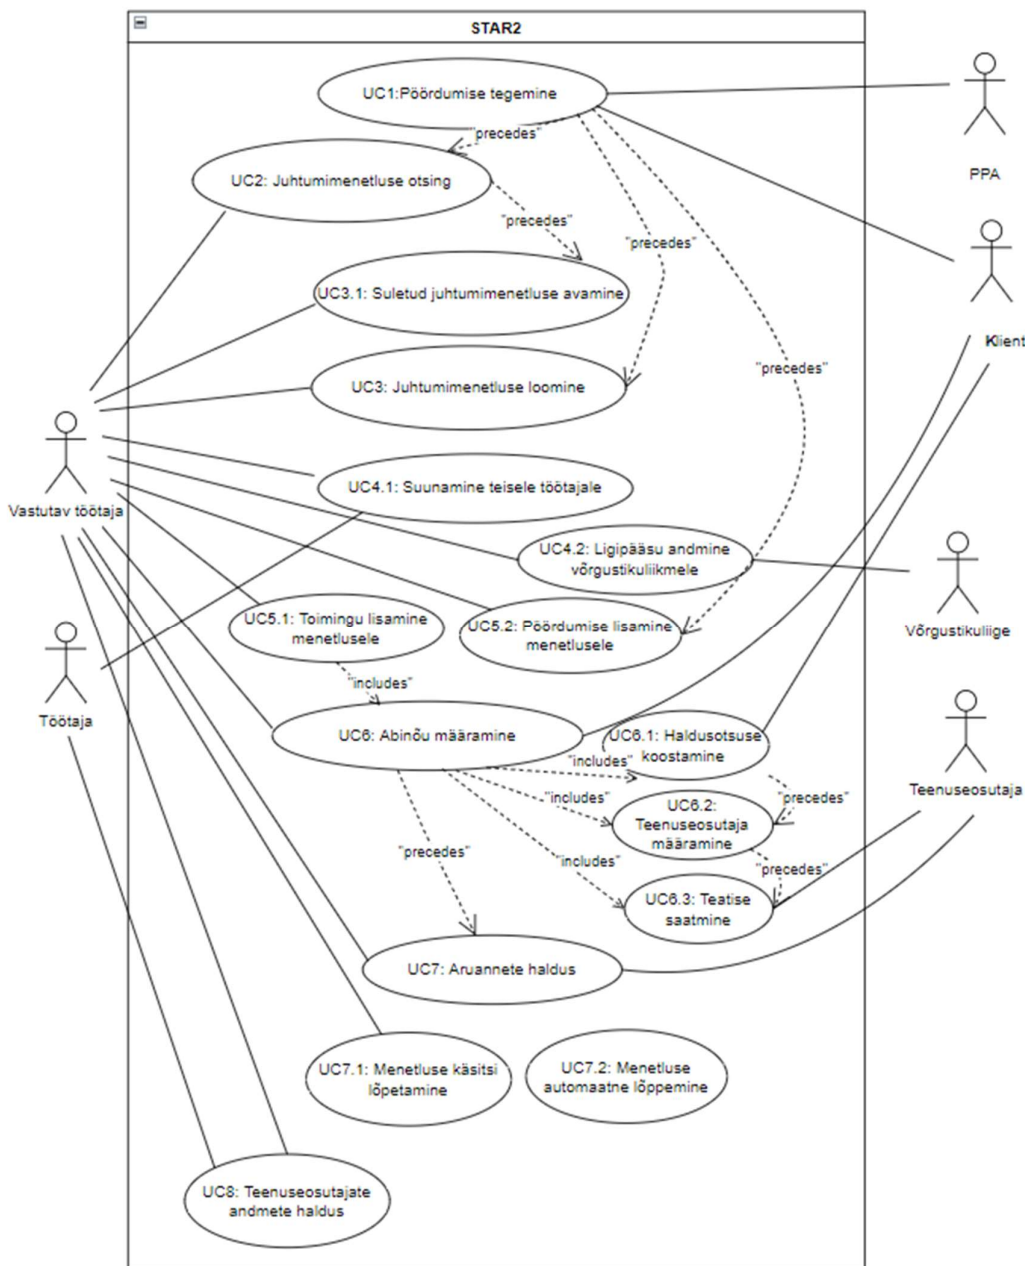 STAR2
UC1:Pöördumise tegemine
"precedes"
PPA
UC2: Juhtumimenetluse otsing
"precedes"
"precedes"
UC3.1: Suletud juhtumimenetluse avamine
Klient
"precedes"
UC3: Juhtumimenetluse loomine
Vastutav töötaja
UC4.1: Suunamine teisele töötajale
UC4.2: Ligipääsu andmine
võrgustikuliikmele
Võrgustikuliige
UC5.1: Toimingu lisamine
menetlusele
UC5.2: Pöördumise lisamine
menetlusele
"includes"
Töötaja
UC6: Abinõu määramine
UC6.1: Haldusotsuse
koostamine
"includes"
Teenuseosutaja
"includes"
"precedes"
UC6.2:
Teenuseosutaja
määramine
"precedes"
"includes"
"precedes"
UC6.3: Teatise
saatmine
UC7: Aruannete haldus
UC7.1: Menetluse käsitsi
lõpetamine
UC7.2: Menetluse
automaatne lõppemine
UC8: Teenuseosutajate
andmete haldus